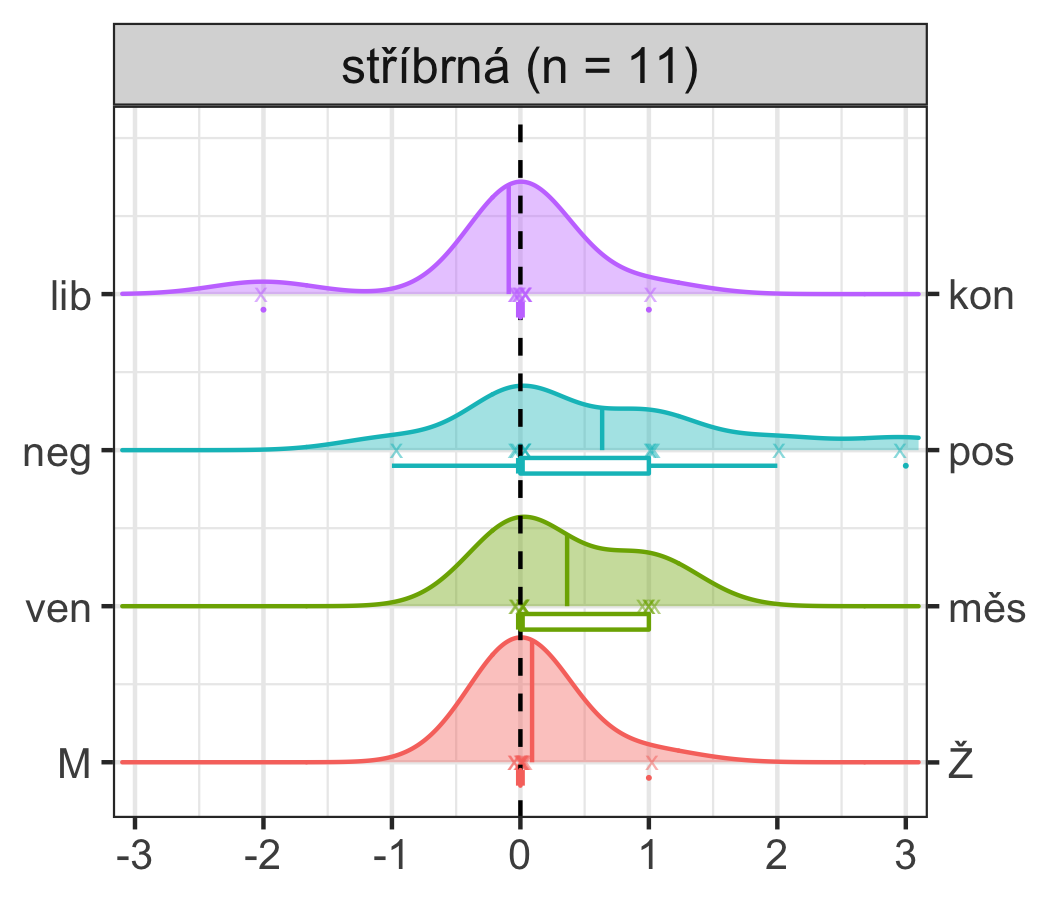 stříbrná (n = 11)
lib kon
neg pos
ven měs
M Ž
-3 -2 -1 0 1 2 3